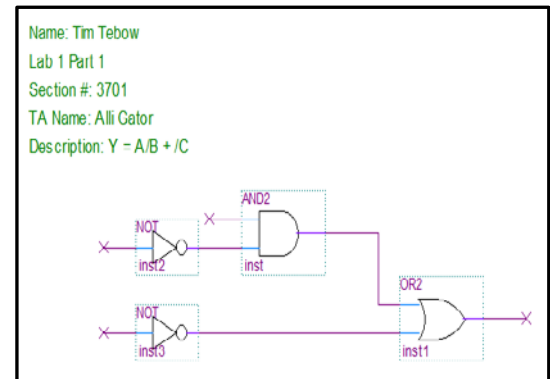 Name: Tim Tebow
Lab 1 Part 1
Section #: 3701
TA Name: Alli Gator
Description: Y = A/B + /C
AND2
NOT
inst2
inst
OR2
NOT
inst3
inst1